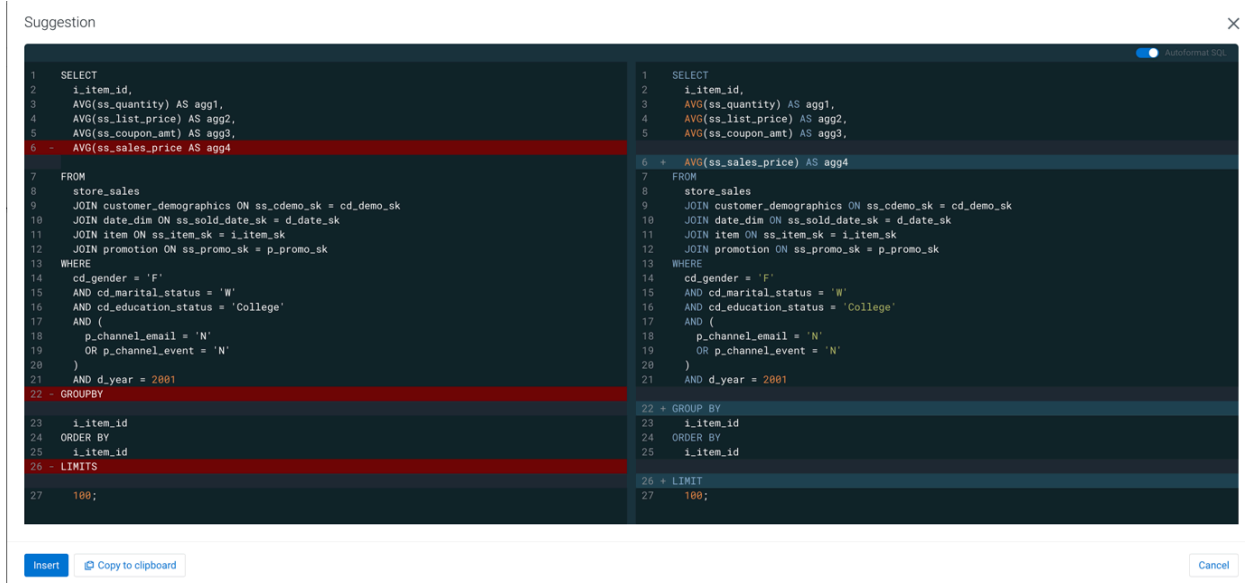 Suggestion
Autoformat SQL
1 SELECT
2 i_item_id,
3 AVG(ss_quantity) AS agg1,
4 AVG(ss_list_price) AS agg2,
5 AVG(ss_coupon_amt) AS agg3,
6 - AVG(ss_sales_price AS agg4
7 FROM
8 store_sales
9 JOIN customer_demographics ON ss_cdemo_sk = cd_demo_sk
10 JOIN date_dim ON ss_sold_date_sk = d_date_sk
11 JOIN item ON ss_item_sk = i_item_sk
12 JOIN promotion ON ss_promo_sk = p_promo_sk
13 WHERE
14 cd_gender = 'F'
15 AND cd_marital_status = 'W'
16 AND cd_education_status = 'College'
17 AND (
18 p_channel_email = 'N'
19 OR p_channel_event = 'N'
20 )
21 AND d_year = 2001
22 - GROUPBY
23 i_item_id
24 ORDER BY
25 i_item_id
26 - LIMITS
27 100;
1 SELECT
2 i_item_id,
3 AVG(ss_quantity) AS agg1,
4 AVG(ss_list_price) AS agg2,
5 AVG(ss_coupon_amt) AS agg3,
6 + AVG(ss_sales_price) AS agg4
7 FROM
8 store_sales
9 JOIN customer_demographics ON ss_cdemo_sk = cd_demo_sk
10 JOIN date_dim ON ss_sold_date_sk = d_date_sk
11 JOIN item ON ss_item_sk = i_item_sk
12 JOIN promotion ON ss_promo_sk = p_promo_sk
13 WHERE
14 cd_gender = 'F'
15 AND cd_marital_status = 'W'
16 AND cd_education_status = 'College'
17 AND (
18 p_channel_email = 'N'
19 OR p_channel_event = 'N'
20 )
21 AND d_year = 2001
22 + GROUP BY
23 i_item_id
24 ORDER BY
25 i_item_id
26 + LIMIT
27 100;
Insert
Copy to clipboard
Cancel